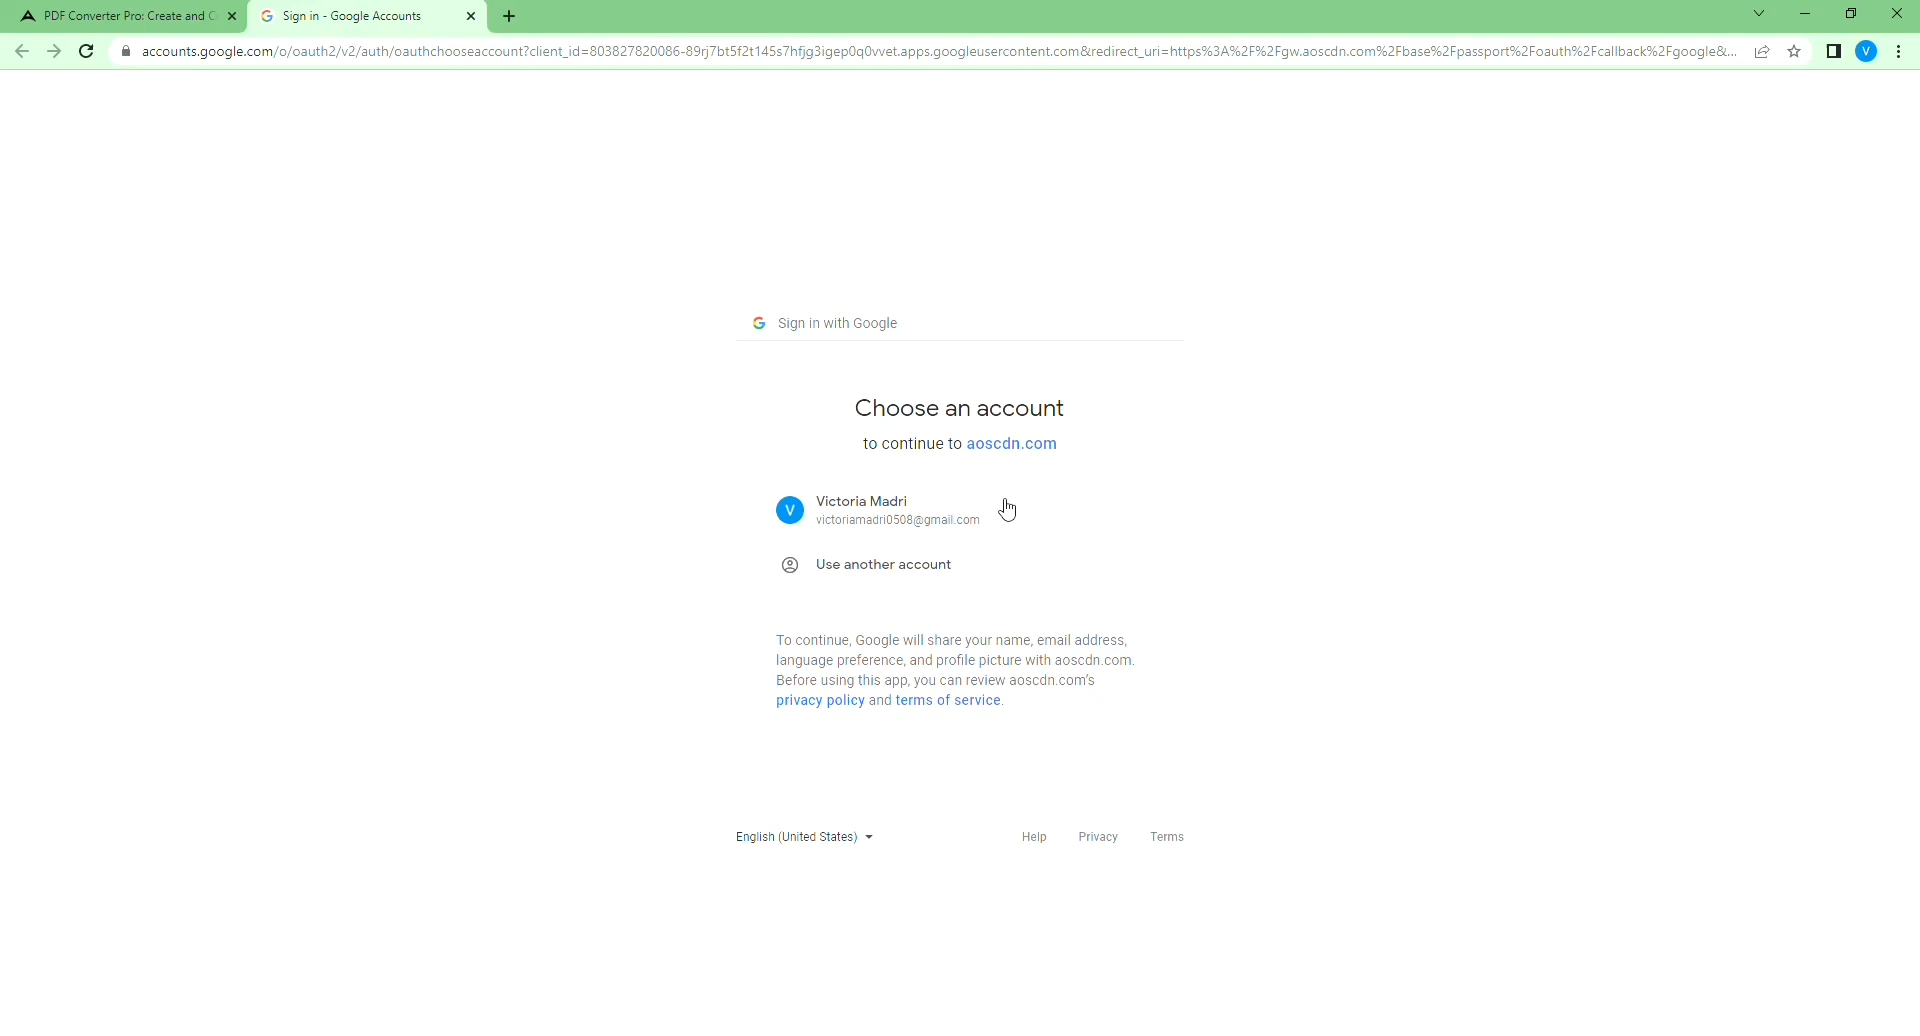 PDF Converter Pro: Create and C
Sign in - Google Accounts
accounts.google.com/o/oauth2/v2/auth/oauthchooseaccount?client_id=803827820086-89rj7bt5f2t145s7hfjg3igep0q0vvet.apps.googleusercontent.com&redirect_uri=https%3A%2F%2Fgw.aoscdn.com%2Fbase%2Fpassport%2Foauth%2Fcallback%2Fgoogle&...
V
Sign in with Google
Choose an account
to continue to aoscdn.com
V
Victoria Madri
victoriamadri0508@gmail.com
Use another account
To continue, Google will share your name, email address,
language preference, and profile picture with aoscdn.com.
Before using this app, you can review aoscdn.com's
privacy policy and terms of service.
English (United States)
Help
Privacy
Terms